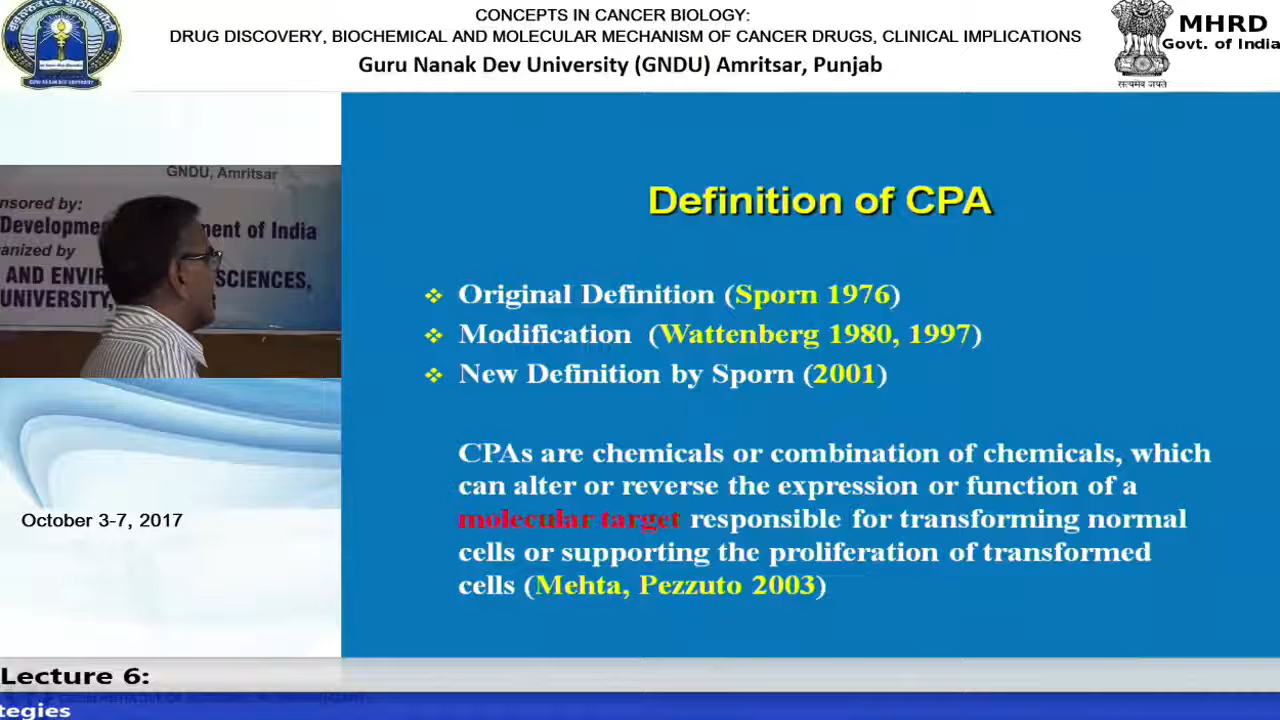 CONCEPTS IN CANCER BIOLOGY:
DRUG DISCOVERY, BIOCHEMICAL AND MOLECULAR MECHANISM OF CANCER DRUGS, CLINICAL IMPLICATIONS
Guru Nanak Dev University (GNDU) Amritsar, Punjab
MHRD
Govt. of India
सत्यमेव जयते
GNDU, Amritsar
nsored by:
Developme
nent of India
anized by
AND ENVIR
SCIENCES,
UNIVERSITY,
Definition of CPA
❖ Original Definition (Sporn 1976)
❖ Modification (Wattenberg 1980, 1997)
❖ New Definition by Sporn (2001)
CPAs are chemicals or combination of chemicals, which
can alter or reverse the expression or function of a
molecular target responsible for transforming normal
cells or supporting the proliferation of transformed
cells (Mehta, Pezzuto 2003)
October 3-7, 2017
Lecture 6:
tegies